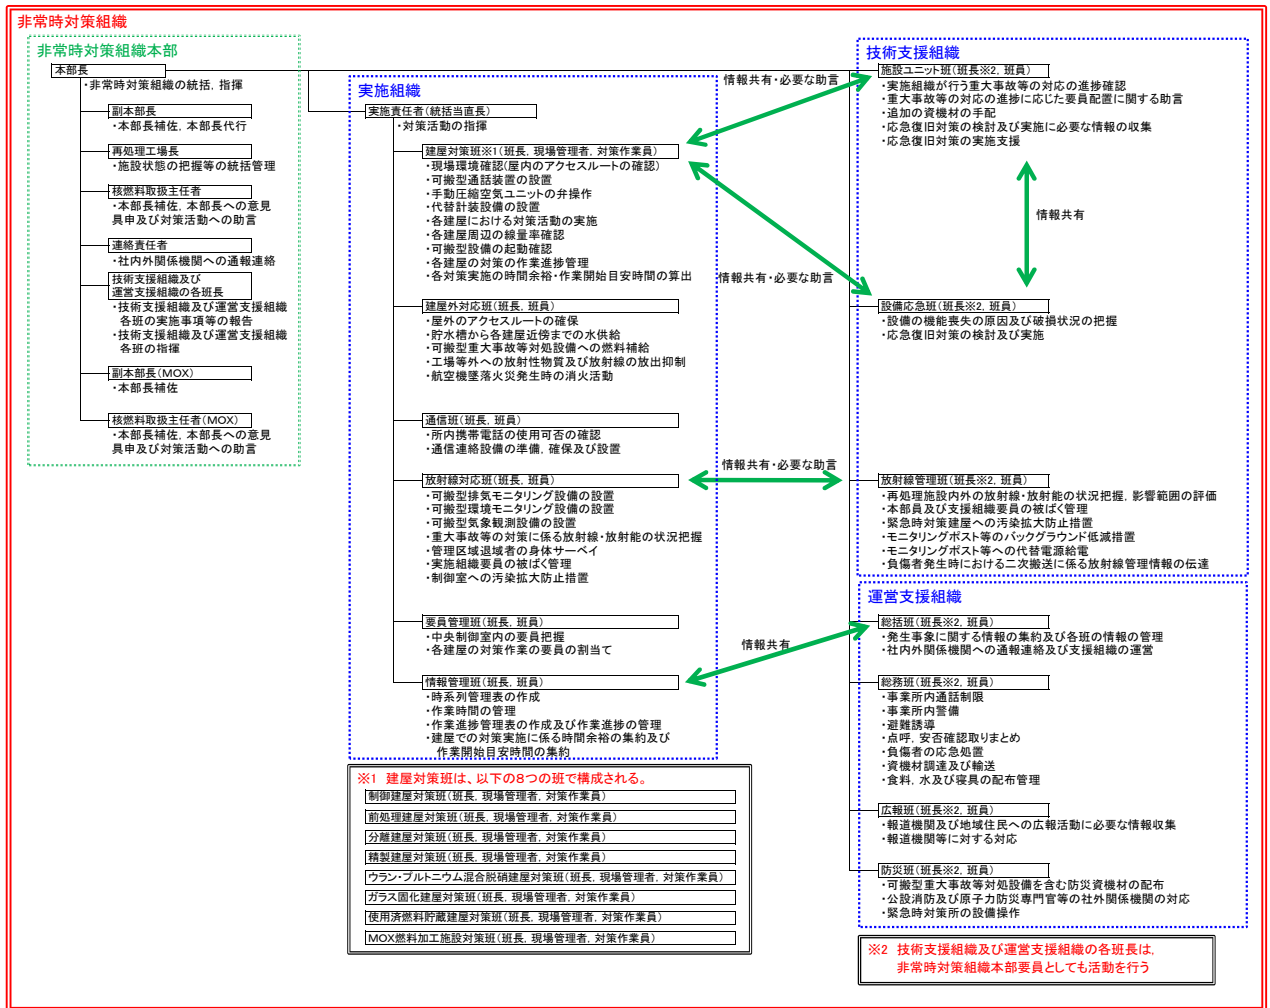 非常時対策組織
非常時対策組織本部
本部長
・非常時対策組織の統括，指揮
副本部長
・本部長補佐，本部長代行
再処理工場長
・施設状態の把握等の統括管理
核燃料取扱主任者
・本部長補佐，本部長への意見
具申及び対策活動への助言
連絡責任者
・社内外関係機関への通報連絡
技術支援組織及び
運営支援組織の各班長
・技術支援組織及び運営支援組織
各班の実施事項等の報告
・技術支援組織及び運営支援組織
各班の指揮
副本部長（MOX）
・本部長補佐
核燃料取扱主任者（MOX）
・本部長補佐，本部長への意見
具申及び対策活動への助言
実施組織
実施責任者（統括当直長）
・対策活動の指揮
建屋対策班※1（班長，現場管理者，対策作業員）
・現場環境確認（屋内のアクセスルートの確認）
・可搬型通話装置の設置
・手動圧縮空気ユニットの弁操作
・代替計装設備の設置
・各建屋における対策活動の実施
・各建屋周辺の線量率確認
・可搬型設備の起動確認
・各建屋の対策の作業進捗管理
・各対策実施の時間余裕・作業開始目安時間の算出
建屋外対応班（班長，班員）
・屋外のアクセスルートの確保
・貯水槽から各建屋近傍までの水供給
・可搬型重大事故等対処設備への燃料補給
・工場等外への放射性物質及び放射線の放出抑制
・航空機墜落火災発生時の消火活動
通信班（班長，班員）
・所内携帯電話の使用可否の確認
・通信連絡設備の準備，確保及び設置
放射線対応班（班長，班員）
・可搬型排気モニタリング設備の設置
・可搬型環境モニタリング設備の設置
・可搬型気象観測設備の設置
・重大事故等の対策に係る放射線・放射能の状況把握
・管理区域退域者の身体サーベイ
・実施組織要員の被ばく管理
・制御室への汚染拡大防止措置
要員管理班（班長，班員）
・中央制御室内の要員把握
・各建屋の対策作業の要員の割当て
情報管理班（班長，班員）
・時系列管理表の作成
・作業時間の管理
・作業進捗管理表の作成及び作業進捗の管理
・建屋での対策実施に係る時間余裕の集約及び
作業開始目安時間の集約
※1　建屋対策班は、以下の8つの班で構成される。
制御建屋対策班（班長，現場管理者，対策作業員）
前処理建屋対策班（班長，現場管理者，対策作業員）
分離建屋対策班（班長，現場管理者，対策作業員）
精製建屋対策班（班長，現場管理者，対策作業員）
ウラン・プルトニウム混合脱硝建屋対策班（班長，現場管理者，対策作業員）
ガラス固化建屋対策班（班長，現場管理者，対策作業員）
使用済燃料貯蔵建屋対策班（班長，現場管理者，対策作業員）
MOX燃料加工施設対策班（班長，現場管理者，対策作業員）
情報共有・必要な助言
情報共有・必要な助言
情報共有・必要な助言
情報共有
技術支援組織
施設ユニット班（班長※2，班員）
・実施組織が行う重大事故等の対応の進捗確認
・重大事故等の対応の進捗に応じた要員配置に関する助言
・追加の資機材の手配
・応急復旧対策の検討及び実施に必要な情報の収集
・応急復旧対策の実施支援
情報共有
設備応急班（班長※2，班員）
・設備の機能喪失の原因及び破損状況の把握
・応急復旧対策の検討及び実施
放射線管理班（班長※2，班員）
・再処理施設内外の放射線・放射能の状況把握，影響範囲の評価
・本部員及び支援組織要員の被ばく管理
・緊急時対策建屋への汚染拡大防止措置
・モニタリングポスト等のバックグラウンド低減措置
・モニタリングポスト等への代替電源給電
・負傷者発生時における二次搬送に係る放射線管理情報の伝達
運営支援組織
総括班（班長※2，班員）
・発生事象に関する情報の集約及び各班の情報の管理
・社内外関係機関への通報連絡及び支援組織の運営
総務班（班長※2，班員）
・事業所内通話制限
・事業所内警備
・避難誘導
・点呼，安否確認取りまとめ
・負傷者の応急処置
・資機材調達及び輸送
・食料，水及び寝具の配布管理
広報班（班長※2，班員）
・報道機関及び地域住民への広報活動に必要な情報収集
・報道機関等に対する対応
防災班（班長※2，班員）
・可搬型重大事故等対処設備を含む防災資機材の配布
・公設消防及び原子力防災専門官等の社外関係機関の対応
・緊急時対策所の設備操作
※2　技術支援組織及び運営支援組織の各班長は，
非常時対策組織本部要員としても活動を行う